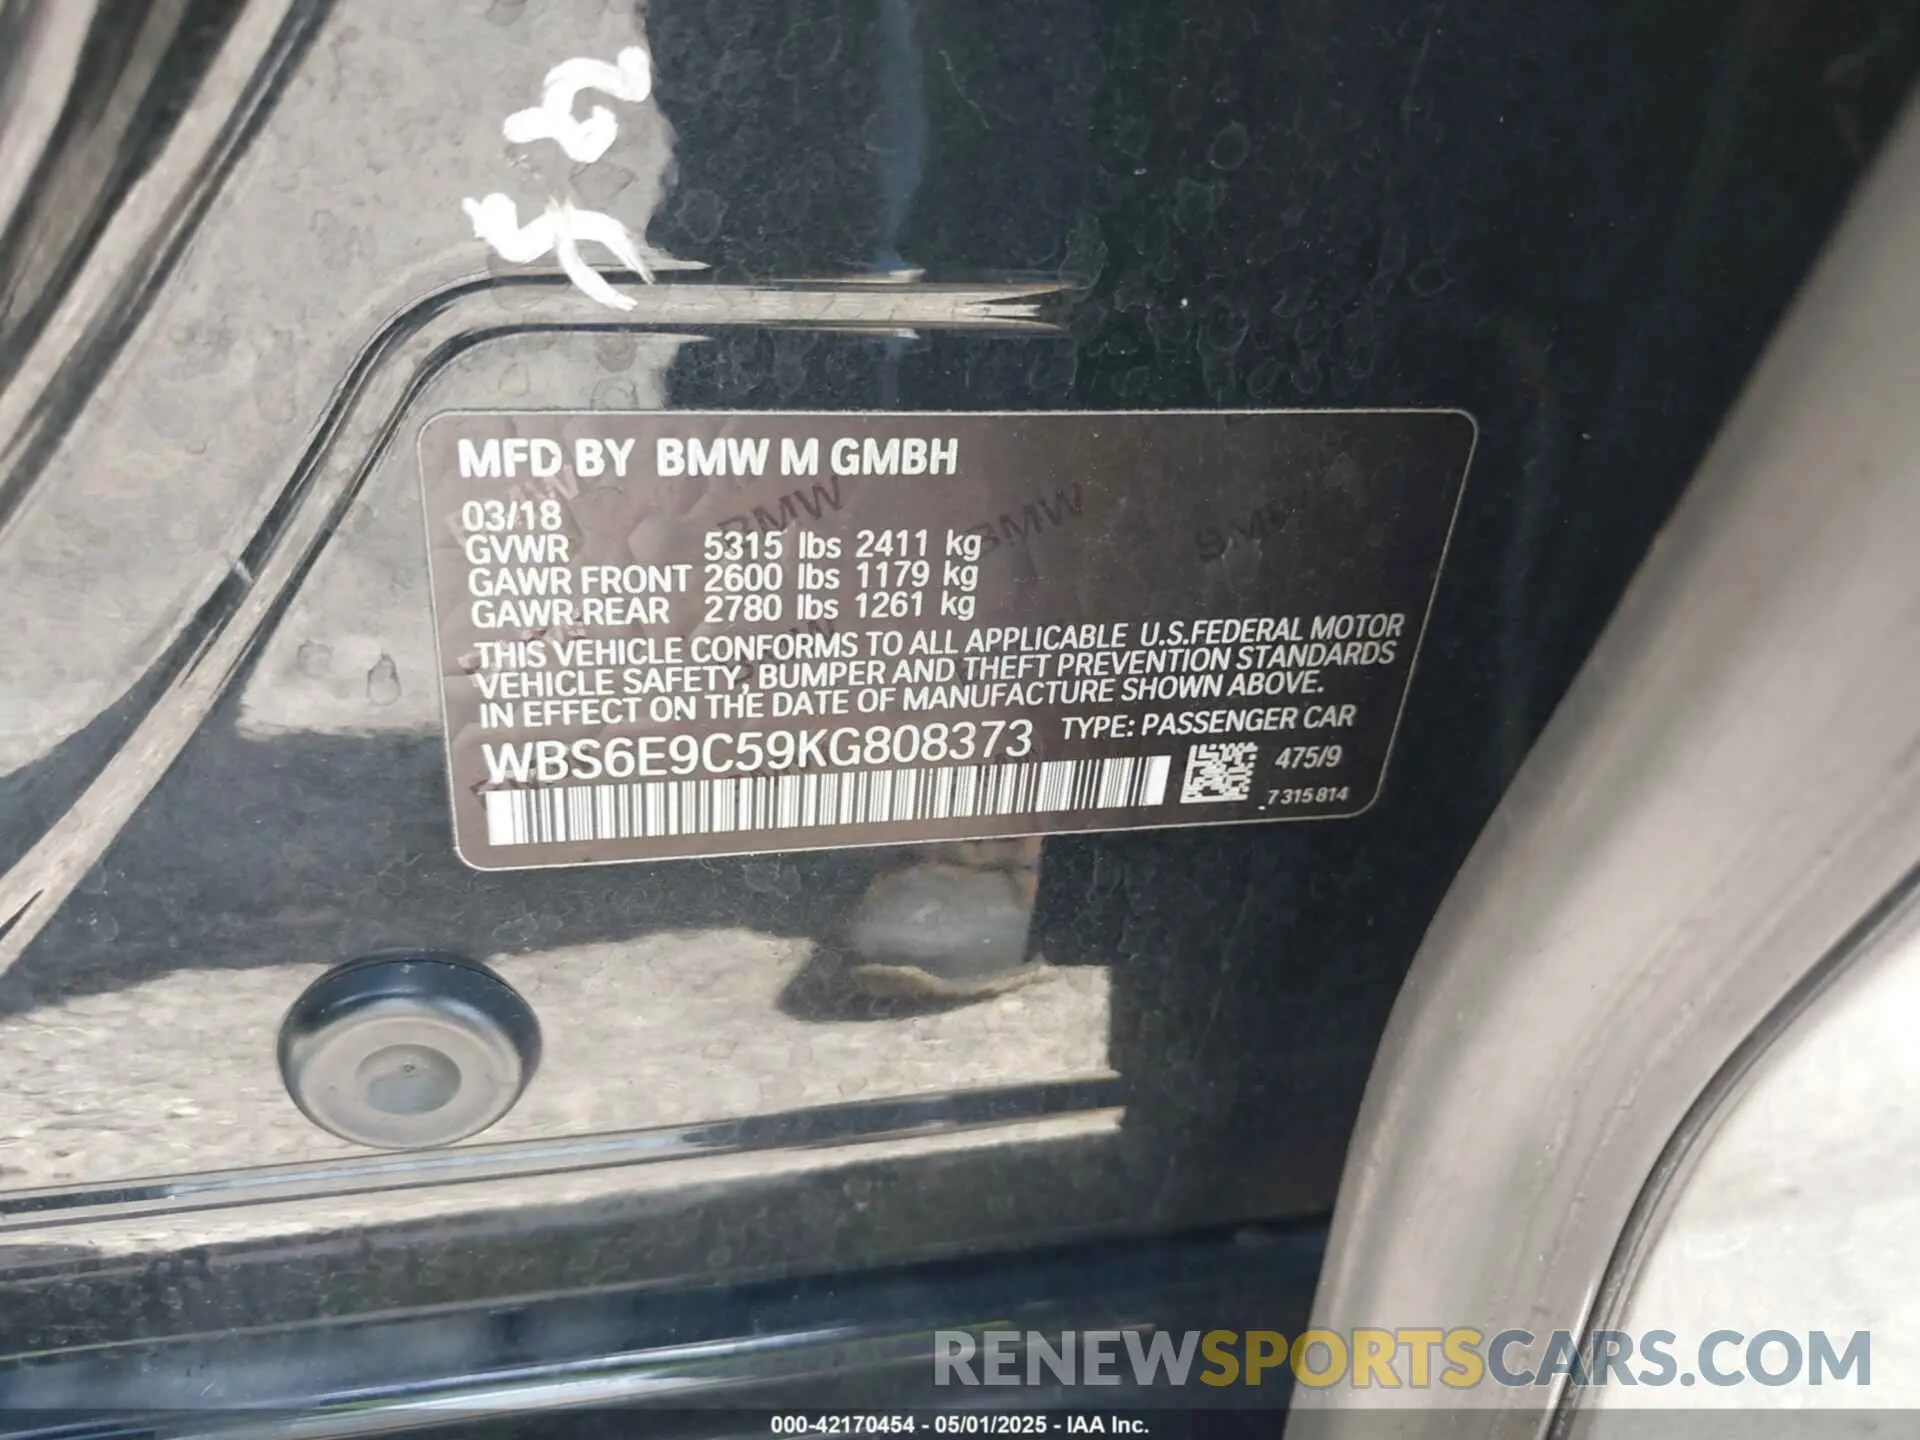 MFD BY BMW M GMBH
03/18
GVWR 5315 lbs 2411 kg
GAWR FRONT 2600 lbs 1179 kg
GAWR REAR 2780 lbs 1261 kg
THIS VEHICLE CONFORMS TO ALL APPLICABLE U.S.FEDERAL MOTOR
VEHICLE SAFETY, BUMPER AND THEFT PREVENTION STANDARDS
IN EFFECT ON THE DATE OF MANUFACTURE SHOWN ABOVE.
WBS6E9C59KG808373 TYPE: PASSENGER CAR
475/9
7 315 814
BMW BMW BMW
RENEWSPORTSCARS.COM
000-42170454 - 05/01/2025 - IAA Inc.